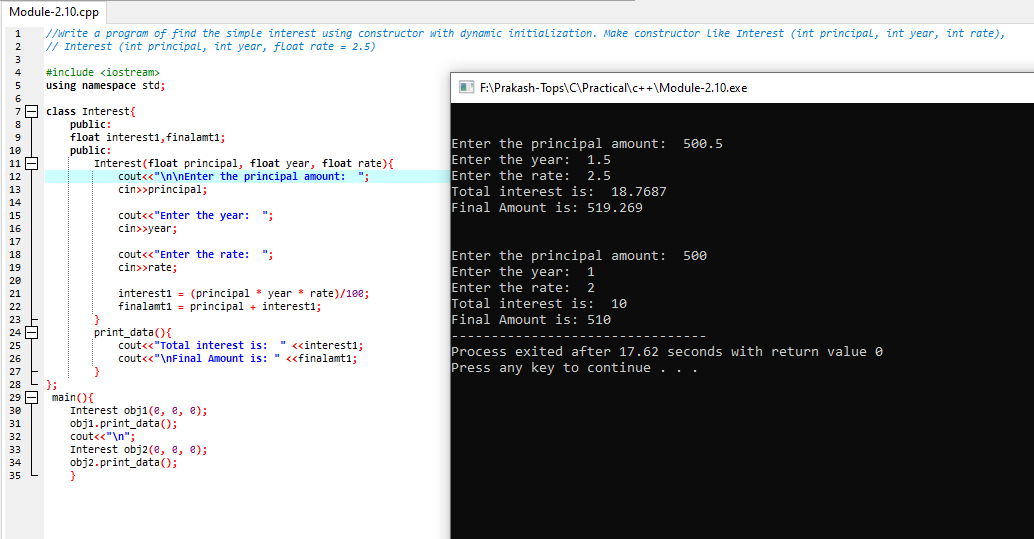 Module-2.10.cpp
1 //Write a program of find the simple interest using constructor with dynamic initialization. Make constructor like Interest (int principal, int year, int rate),
2 // Interest (int principal, int year, float rate = 2.5)
3
4 #include <iostream>
5 using namespace std;
6
7 class Interest{
8 public:
9 float interest1,finalamt1;
10 public:
11 Interest(float principal, float year, float rate){
12 cout<<"\n\nEnter the principal amount:  ";
13 cin>>principal;
14
15 cout<<"Enter the year:  ";
16 cin>>year;
17
18 cout<<"Enter the rate:  ";
19 cin>>rate;
20
21 interest1 = (principal * year * rate)/100;
22 finalamt1 = principal + interest1;
23 }
24 print_data(){
25 cout<<"Total interest is:  " <<interest1;
26 cout<<"\nFinal Amount is: " <<finalamt1;
27 }
28 };
29 main(){
30 Interest obj1(0, 0, 0);
31 obj1.print_data();
32 cout<<"\n";
33 Interest obj2(0, 0, 0);
34 obj2.print_data();
35 }
F:\Prakash-Tops\C\Practical\c++\Module-2.10.exe
Enter the principal amount:  500.5
Enter the year:  1.5
Enter the rate:  2.5
Total interest is:  18.7687
Final Amount is: 519.269
Enter the principal amount:  500
Enter the year:  1
Enter the rate:  2
Total interest is:  10
Final Amount is: 510
--------------------------------
Process exited after 17.62 seconds with return value 0
Press any key to continue . . .